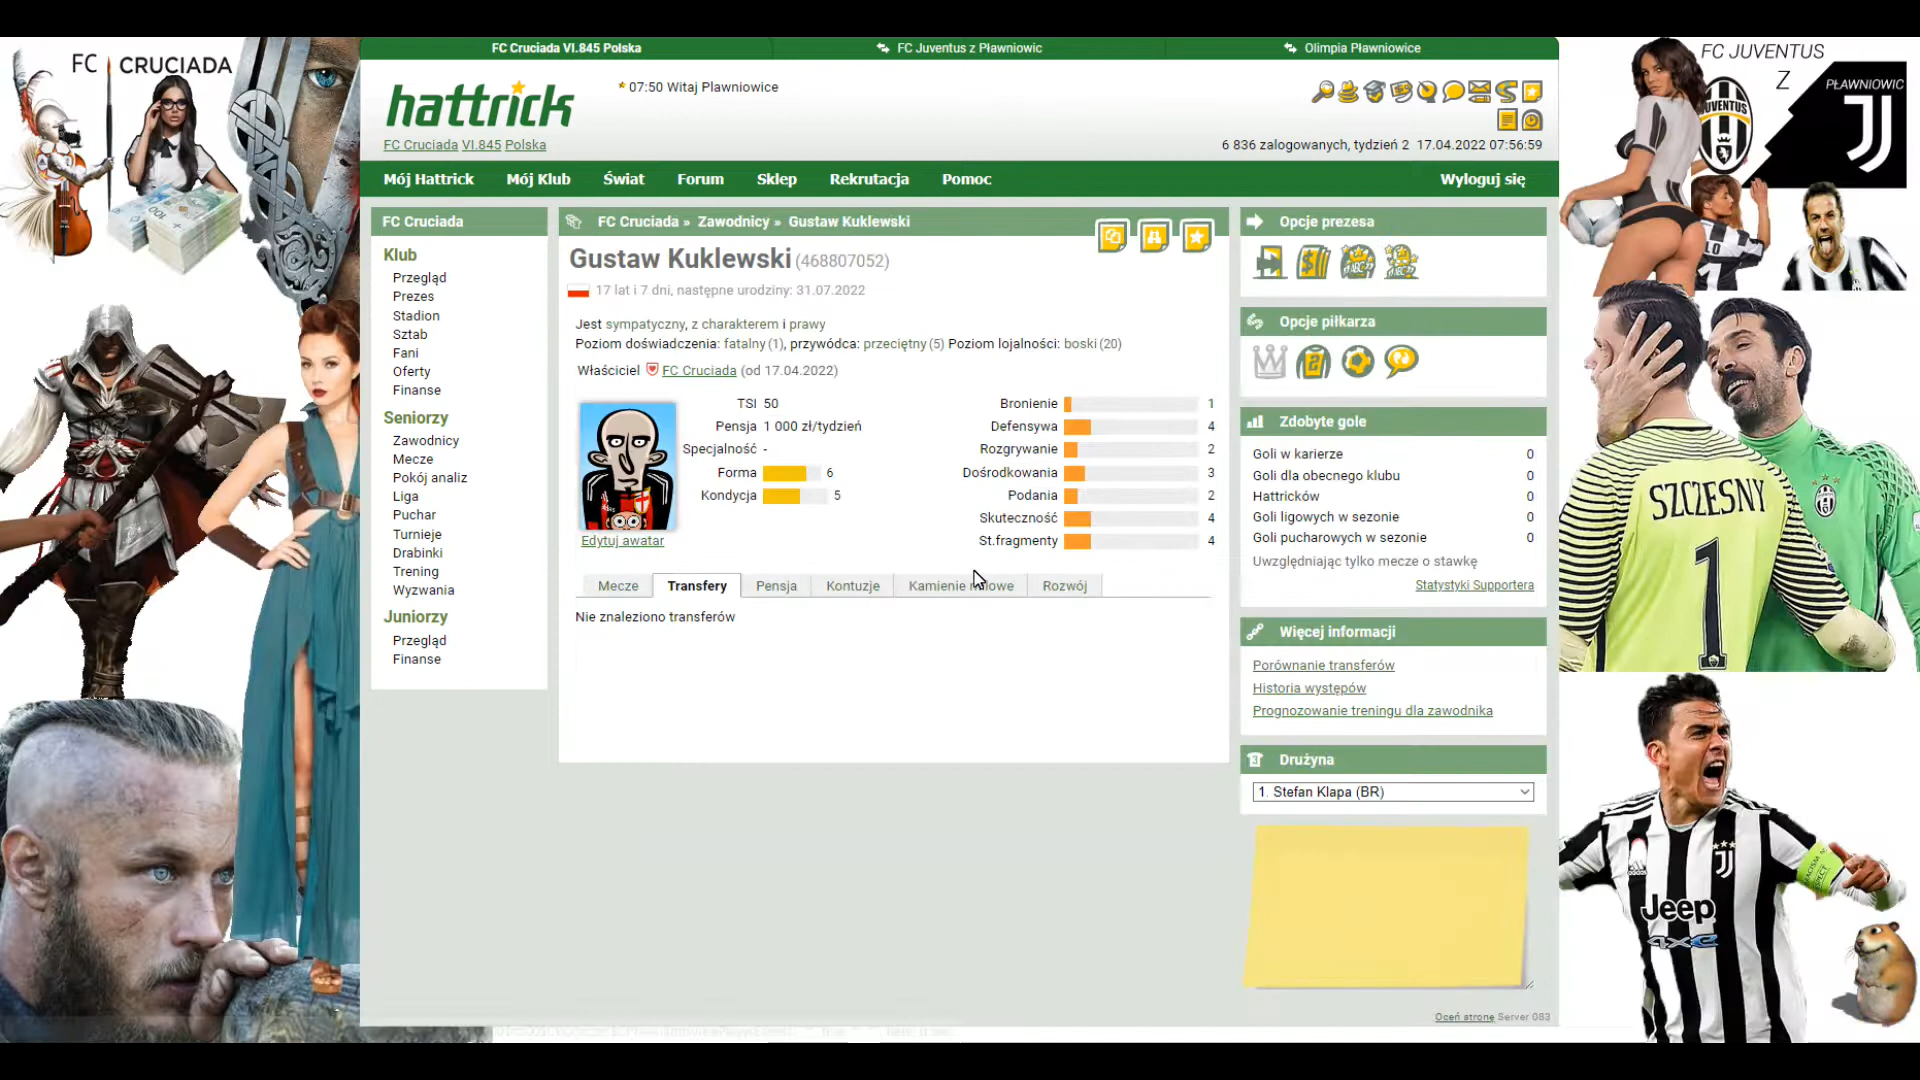 FC Cruciada VI.845 Polska
FC Juventus z Pławniowic
Olimpia Pławniowice
FC CRUCIADA
hattrick
07:50 Witaj Plawniowice
FC Cruciada VI.845 Polska
6 836 zalogowanych, tydzień 2 17.04.2022 07:56:59
Mój Hattrick
Mój Klub
Świat
Forum
Sklep
Rekrutacja
Pomoc
Wyloguj się
FC Cruciada
Klub
Przegląd
Prezes
Stadion
Sztab
Fani
Oferty
Finanse
Seniorzy
Zawodnicy
Mecze
Pokój analiz
Liga
Puchar
Turnieje
Drabinki
Trening
Wyzwania
Juniorzy
Przegląd
Finanse
FC Cruciada » Zawodnicy » Gustaw Kuklewski
Gustaw Kuklewski (468807052)
17 lat i 7 dni, następne urodziny: 31.07.2022
Jest sympatyczny, z charakterem i prawy
Poziom doświadczenia: fatalny (1), przywódca: przeciętny (5) Poziom lojalności: boski (20)
Właściciel FC Cruciada (od 17.04.2022)
TSI 50
Pensja 1 000 zł/tydzień
Specjalność -
Forma 6
Kondycja 5
Edytuj awatar
Bronienie 1
Defensywa 4
Rozgrywanie 2
Dośrodkowania 3
Podania 2
Skuteczność 4
St.fragmenty 4
Mecze
Transfery
Pensja
Kontuzje
Kamienie milowe
Rozwój
Nie znaleziono transferów
Opcje prezesa
Opcje piłkarza
Zdobyte gole
Goli w karierze 0
Goli dla obecnego klubu 0
Hattricków 0
Goli ligowych w sezonie 0
Goli pucharowych w sezonie 0
Uwzględniając tylko mecze o stawkę
Statystyki Supportera
Więcej informacji
Porównanie transferów
Historia występów
Prognozowanie treningu dla zawodnika
Drużyna
1. Stefan Klapa (BR)
Oceń stronę Server 083
FC JUVENTUS
Z
PŁAWNIOWIC
JUVENTUS
SZCZESNY
1
Jeep
4xe